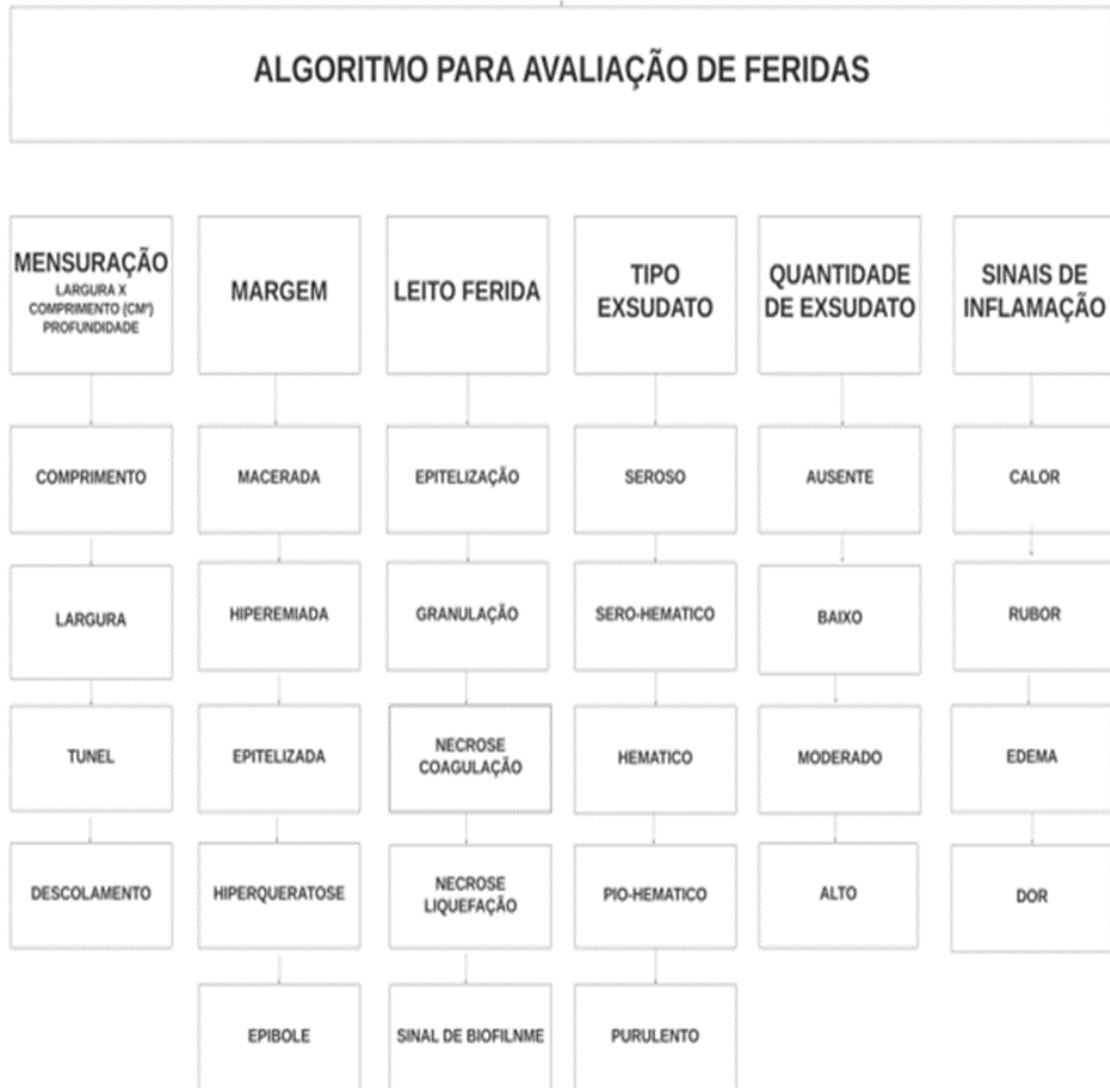 ALGORITMO PARA AVALIAÇÃO DE FERIDAS
MENSURAÇÃO
LARGURA X
COMPRIMENTO (CM²)
PROFUNDIDADE
COMPRIMENTO
LARGURA
TUNEL
DESCOLAMENTO
MARGEM
MACERADA
HIPEREMIADA
EPITELIZADA
HIPERQUERATOSE
EPIBOLE
LEITO FERIDA
EPITELIZAÇÃO
GRANULAÇÃO
NECROSE
COAGULAÇÃO
NECROSE
LIQUEFAÇÃO
SINAL DE BIOFILNME
TIPO
EXSUDATO
SEROSO
SERO-HEMATICO
HEMATICO
PIO-HEMATICO
PURULENTO
QUANTIDADE
DE EXSUDATO
AUSENTE
BAIXO
MODERADO
ALTO
SINAIS DE
INFLAMAÇÃO
CALOR
RUBOR
EDEMA
DOR